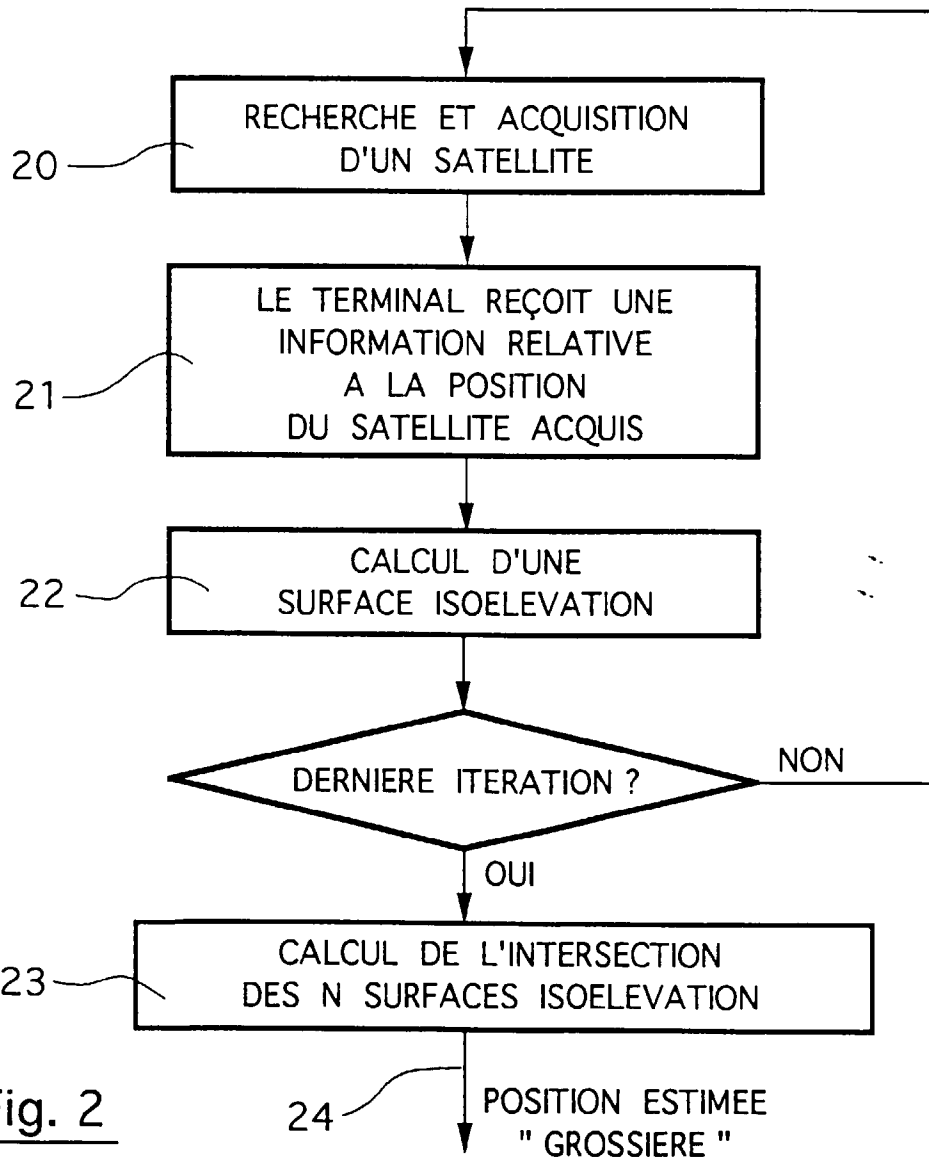 RECHERCHE ET ACQUISITION
D'UN SATELLITE
20
LE TERMINAL REÇOIT UNE
INFORMATION RELATIVE
A LA POSITION
DU SATELLITE ACQUIS
21
CALCUL D'UNE
SURFACE ISOELEVATION
22
DERNIERE ITERATION ?
NON
OUI
CALCUL DE L'INTERSECTION
DES N SURFACES ISOELEVATION
23
24
POSITION ESTIMEE
" GROSSIERE "
Fig. 2